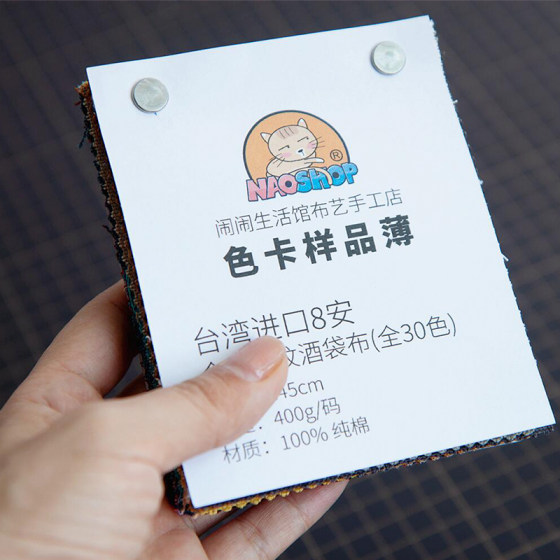 NAOSHOP ®
闹闹生活馆布艺手工店
色卡样品薄
台湾进口8安
纹酒袋布(全30色)
45cm
：400g/码
材质：100% 纯棉